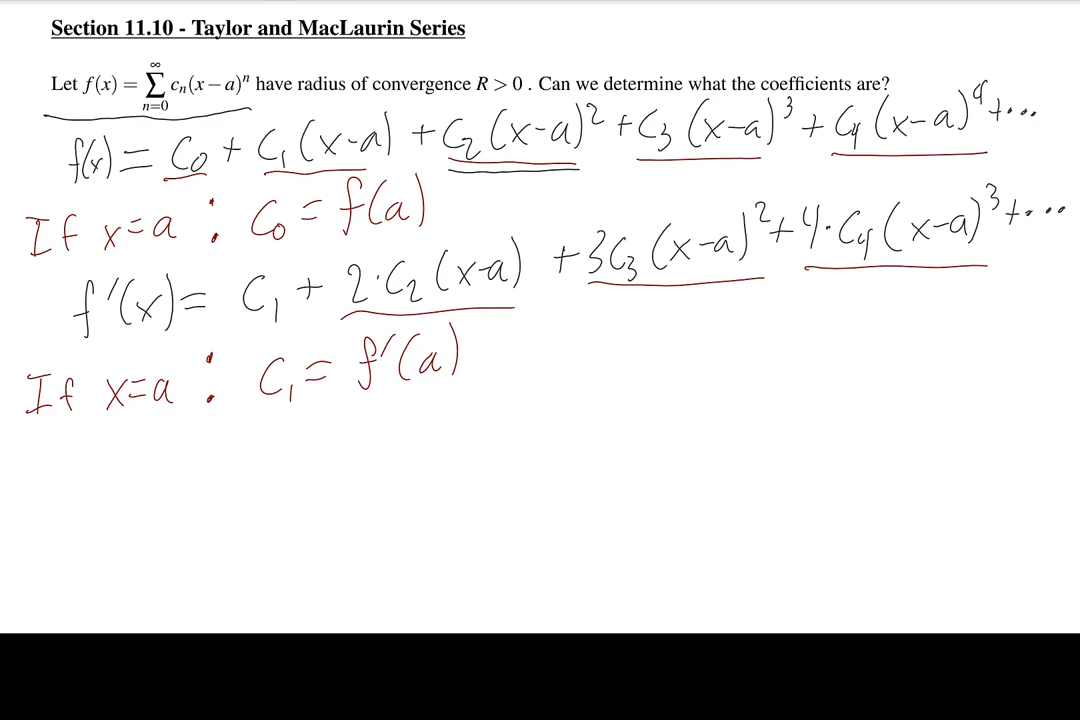 Section 11.10 - Taylor and MacLaurin Series
Let f(x) = ∑_{n=0}^{∞} cₙ(x−a)ⁿ have radius of convergence R > 0 . Can we determine what the coefficients are?
f(x) = C₀ + C₁(x-a) + C₂(x-a)² + C₃(x-a)³ + C₄(x-a)⁴ + ...
If x=a : C₀ = f(a)
f'(x) = C₁ + 2·C₂(x-a) + 3C₃(x-a)² + 4·C₄(x-a)³ + ...
If x=a : C₁ = f'(a)